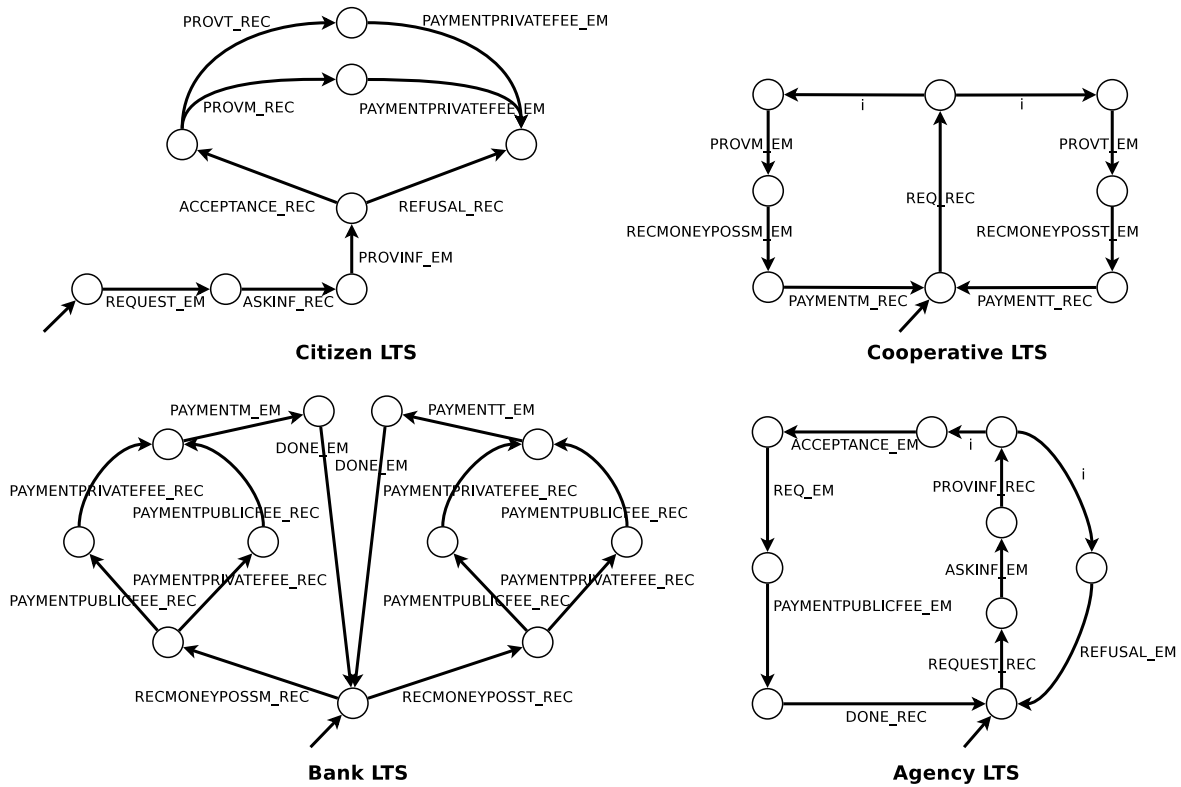 PROVT_REC
PAYMENTPRIVATEFEE_EM
PROVM_REC
PAYMENTPRIVATEFEE_EM
ACCEPTANCE_REC
REFUSAL_REC
PROVINF_EM
REQUEST_EM
ASKINF_REC
Citizen LTS
i
i
PROVM_EM
PROVT_EM
REQ_REC
RECMONEYPOSSM_EM
RECMONEYPOSST_EM
PAYMENTM_REC
PAYMENTT_REC
Cooperative LTS
PAYMENTM_EM
PAYMENTT_EM
DONE_EM
DONE_EM
PAYMENTPRIVATEFEE_REC
PAYMENTPUBLICFEE_REC
PAYMENTPRIVATEFEE_REC
PAYMENTPUBLICFEE_REC
PAYMENTPRIVATEFEE_REC
PAYMENTPUBLICFEE_REC
PAYMENTPRIVATEFEE_REC
PAYMENTPUBLICFEE_REC
RECMONEYPOSSM_REC
RECMONEYPOSST_REC
Bank LTS
ACCEPTANCE_EM
i
i
REQ_EM
PROVINF_REC
ASKINF_EM
PAYMENTPUBLICFEE_EM
REQUEST_REC
REFUSAL_EM
DONE_REC
Agency LTS